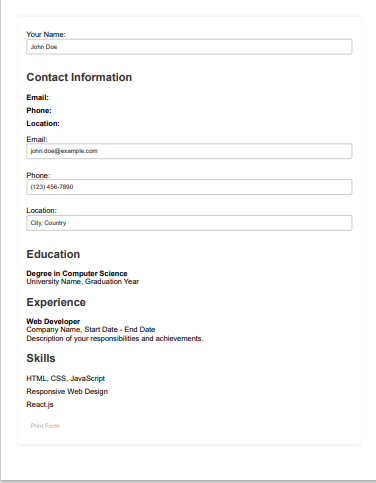 Your Name:
John Doe
Contact Information
Email:
Phone:
Location:
Email:
john.doe@example.com
Phone:
(123) 456-7890
Location:
City, Country
Education
Degree in Computer Science
University Name, Graduation Year
Experience
Web Developer
Company Name, Start Date - End Date
Description of your responsibilities and achievements.
Skills
HTML, CSS, JavaScript
Responsive Web Design
React.js
Print Form